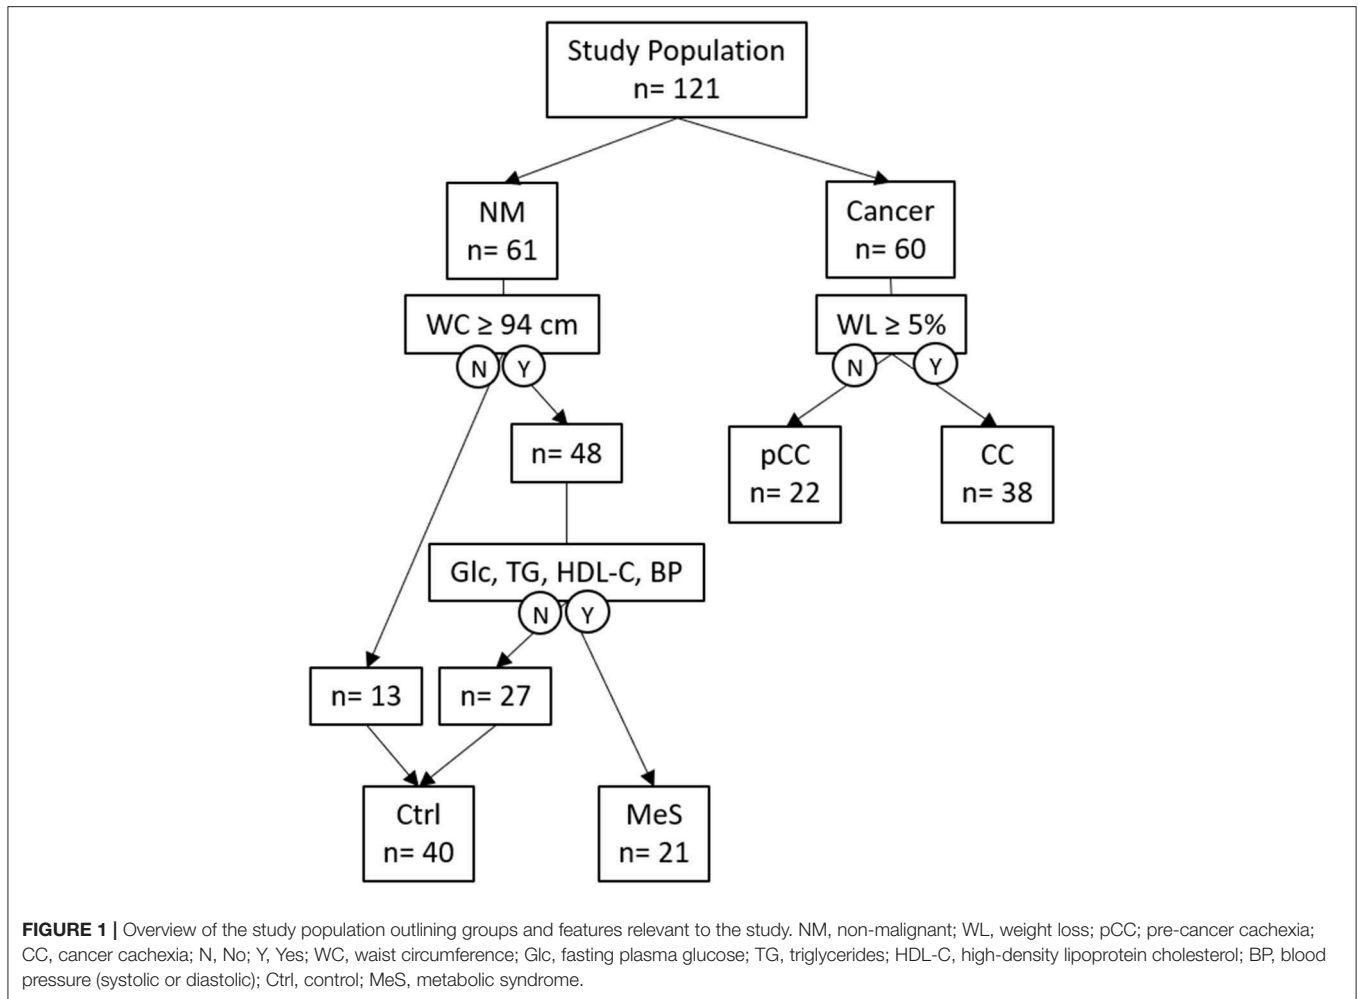 Study Population
n= 121
NM
n= 61
Cancer
n= 60
WC ≥ 94 cm
N
Y
WL ≥ 5%
N
Y
n= 48
pCC
n= 22
CC
n= 38
Glc, TG, HDL-C, BP
N
Y
n= 13
n= 27
Ctrl
n= 40
MeS
n= 21
FIGURE 1 | Overview of the study population outlining groups and features relevant to the study. NM, non-malignant; WL, weight loss; pCC; pre-cancer cachexia;
CC, cancer cachexia; N, No; Y, Yes; WC, waist circumference; Glc, fasting plasma glucose; TG, triglycerides; HDL-C, high-density lipoprotein cholesterol; BP, blood
pressure (systolic or diastolic); Ctrl, control; MeS, metabolic syndrome.